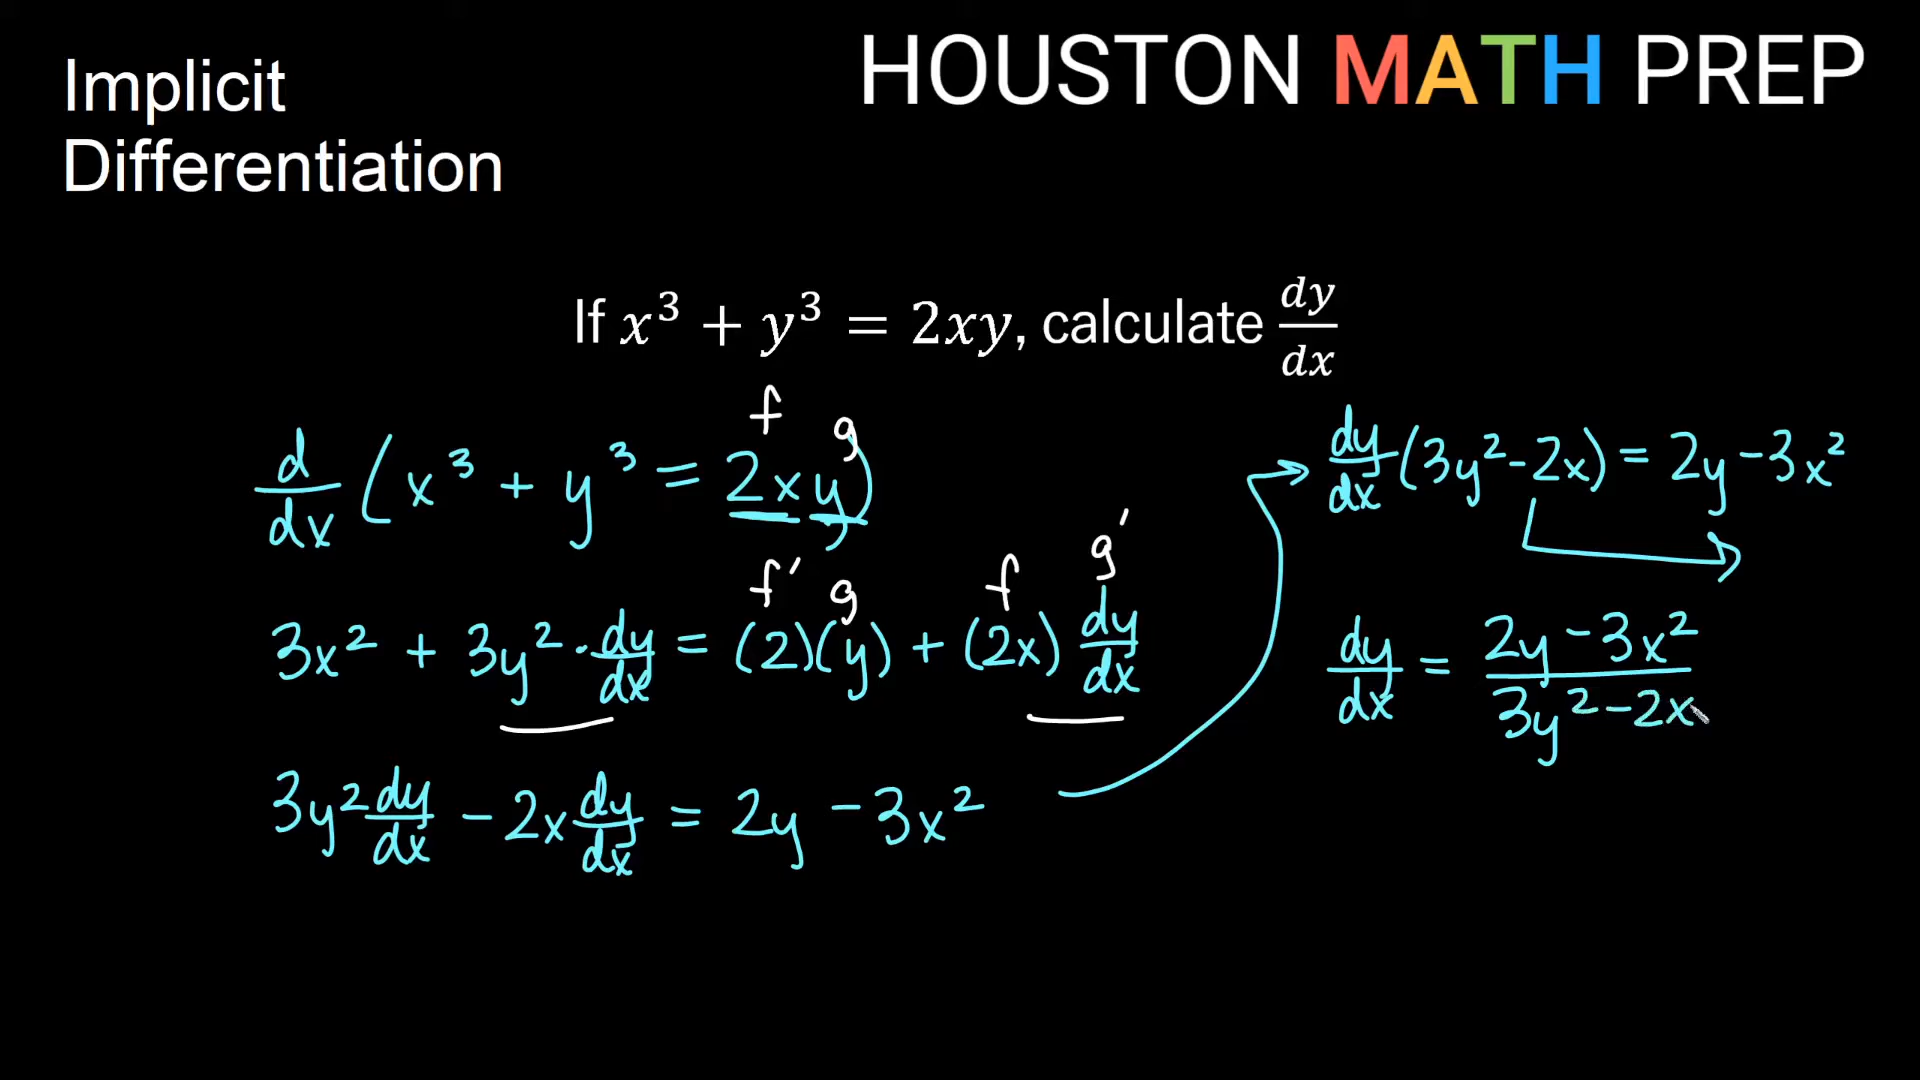 Implicit
Differentiation
HOUSTON MATH PREP
If x³ + y³ = 2xy, calculate dy/dx
f g
d/dx (x³ + y³ = 2xy)
f' g f g'
3x² + 3y² · dy/dx = (2)(y) + (2x) dy/dx
3y² dy/dx - 2x dy/dx = 2y - 3x²
dy/dx (3y² - 2x) = 2y - 3x²
dy/dx = (2y - 3x²)/(3y² - 2x)